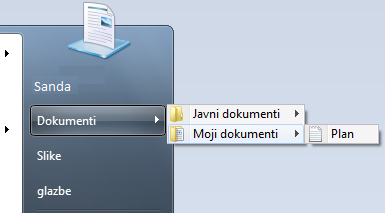 Sanda
Dokumenti
Javni dokumenti
Moji dokumenti
Plan
Slike
glazbe